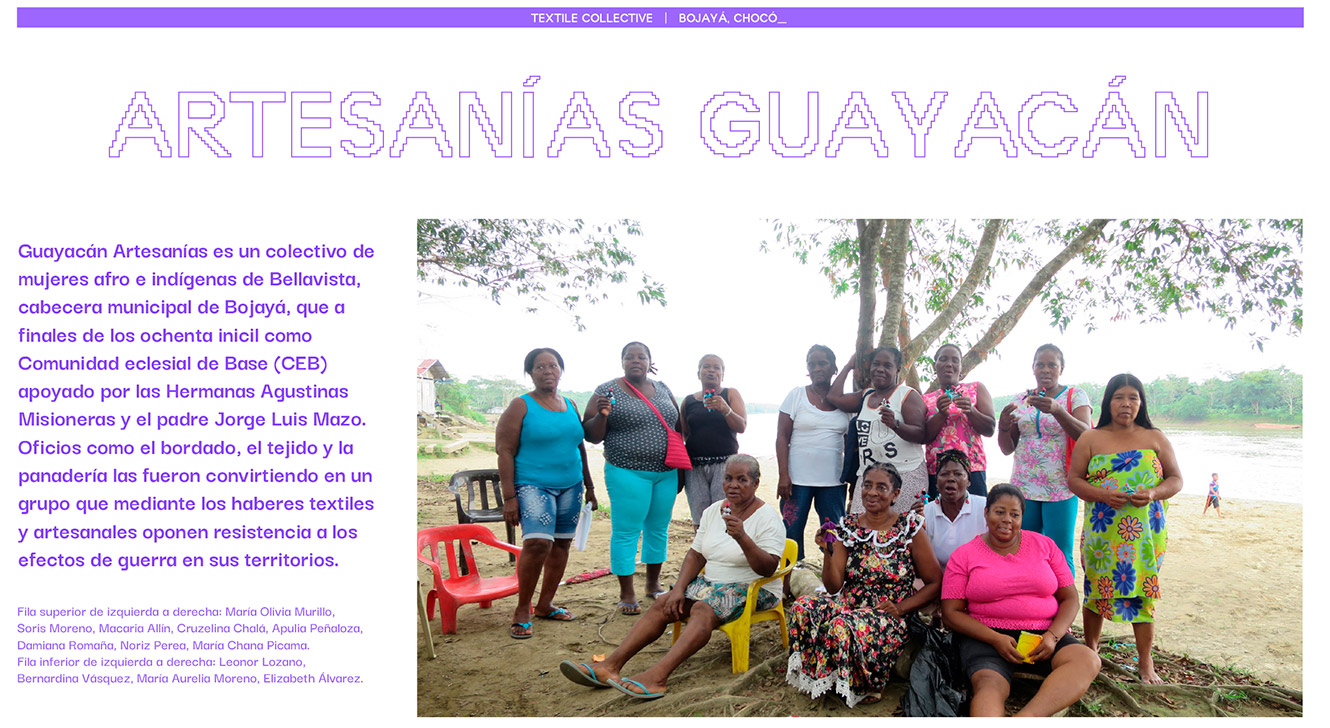 TEXTILE COLLECTIVE | BOJAYÁ, CHOCÓ_
ARTESANÍAS GUAYACÁN
Guayacán Artesanías es un colectivo de
mujeres afro e indígenas de Bellavista,
cabecera municipal de Bojayá, que a
finales de los ochenta inicil como
Comunidad eclesial de Base (CEB)
apoyado por las Hermanas Agustinas
Misioneras y el padre Jorge Luis Mazo.
Oficios como el bordado, el tejido y la
panadería las fueron convirtiendo en un
grupo que mediante los haberes textiles
y artesanales oponen resistencia a los
efectos de guerra en sus territorios.
Fila superior de izquierda a derecha: María Olivia Murillo,
Soris Moreno, Macaria Allín, Cruzelina Chalá, Apulia Peñaloza,
Damiana Romaña, Noriz Perea, María Chana Picama.
Fila inferior de izquierda a derecha: Leonor Lozano,
Bernardina Vásquez, María Aurelia Moreno, Elizabeth Álvarez.